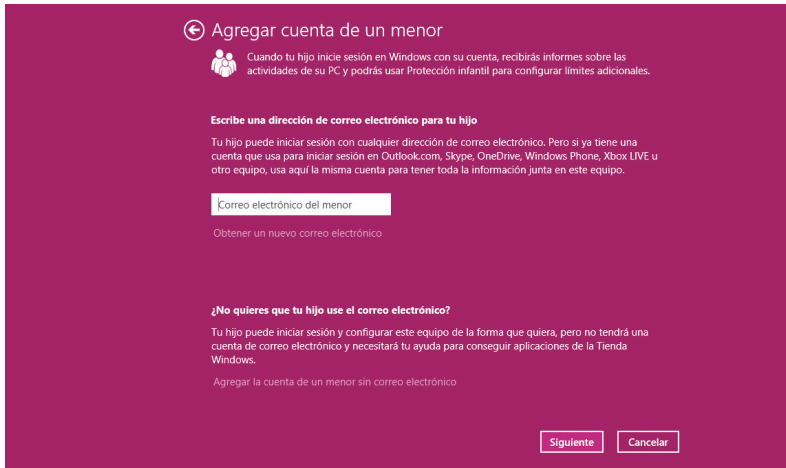 Agregar cuenta de un menor
Cuando tu hijo inicie sesión en Windows con su cuenta, recibirás informes sobre las
actividades de su PC y podrás usar Protección infantil para configurar límites adicionales.
Escribe una dirección de correo electrónico para tu hijo
Tu hijo puede iniciar sesión con cualquier dirección de correo electrónico. Pero si ya tiene una
cuenta que usa para iniciar sesión en Outlook.com, Skype, OneDrive, Windows Phone, Xbox LIVE u
otro equipo, usa aquí la misma cuenta para tener toda la información junta en este equipo.
Correo electrónico del menor
Obtener un nuevo correo electrónico
¿No quieres que tu hijo use el correo electrónico?
Tu hijo puede iniciar sesión y configurar este equipo de la forma que quiera, pero no tendrá una
cuenta de correo electrónico y necesitará tu ayuda para conseguir aplicaciones de la Tienda
Windows.
Agregar la cuenta de un menor sin correo electrónico
Siguiente Cancelar